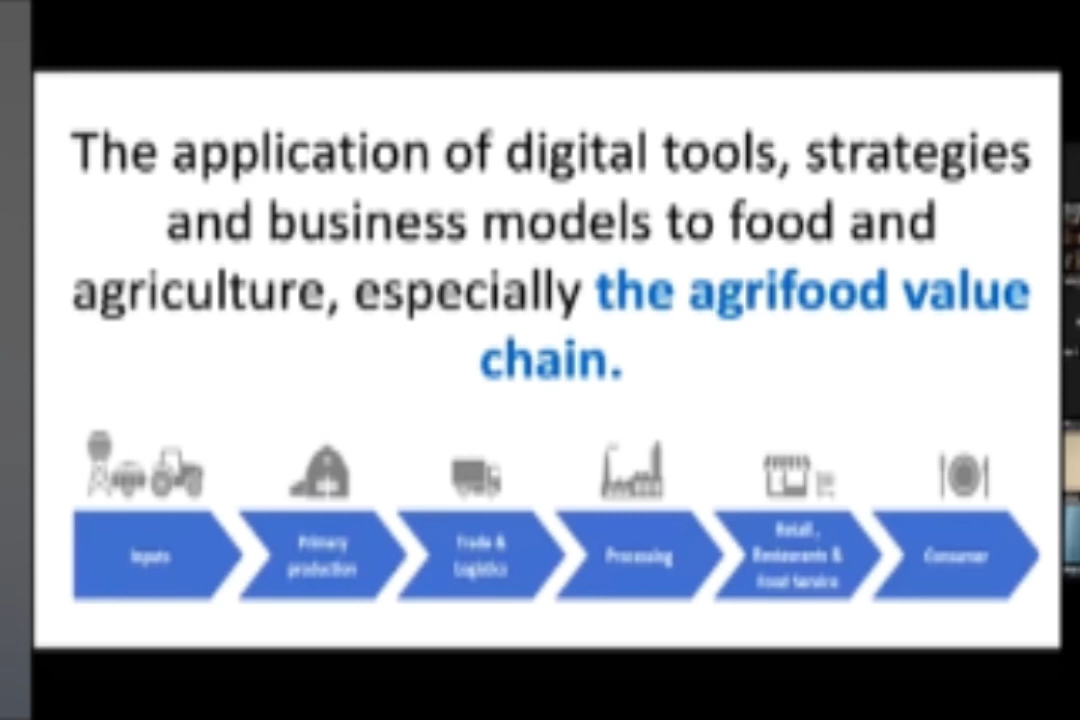 The application of digital tools, strategies
and business models to food and
agriculture, especially the agrifood value
chain.
Inputs
Primary
production
Trade &
Logistics
Processing
Retail,
Restaurants &
Food Service
Consumer